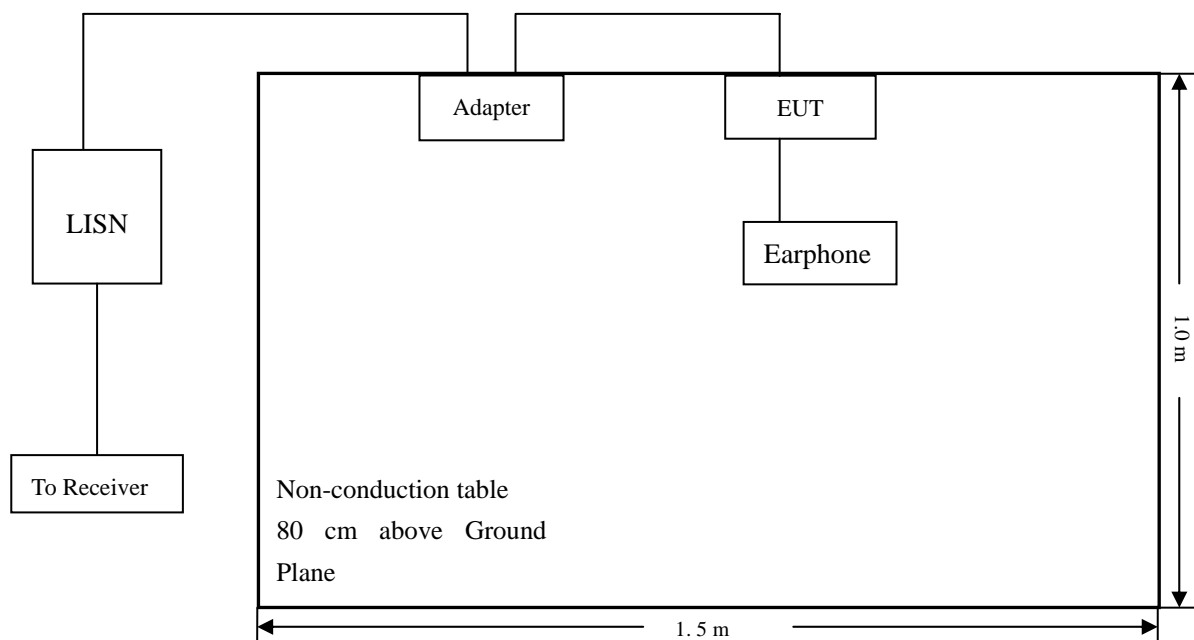 Adapter
EUT
LISN
Earphone
1.0 m
To Receiver
Non-conduction table
80 cm above Ground
Plane
1. 5 m